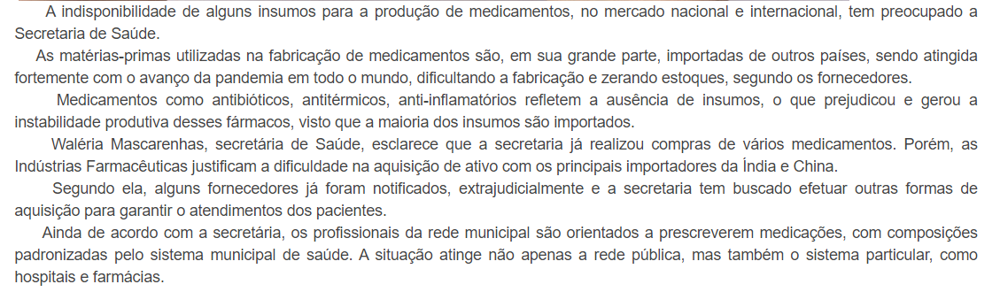 A indisponibilidade de alguns insumos para a produção de medicamentos, no mercado nacional e internacional, tem preocupado a
Secretaria de Saúde.
As matérias-primas utilizadas na fabricação de medicamentos são, em sua grande parte, importadas de outros países, sendo atingida
fortemente com o avanço da pandemia em todo o mundo, dificultando a fabricação e zerando estoques, segundo os fornecedores.
Medicamentos como antibióticos, antitérmicos, anti-inflamatórios refletem a ausência de insumos, o que prejudicou e gerou a
instabilidade produtiva desses fármacos, visto que a maioria dos insumos são importados.
Waléria Mascarenhas, secretária de Saúde, esclarece que a secretaria já realizou compras de vários medicamentos. Porém, as
Indústrias Farmacêuticas justificam a dificuldade na aquisição de ativo com os principais importadores da Índia e China.
Segundo ela, alguns fornecedores já foram notificados, extrajudicialmente e a secretaria tem buscado efetuar outras formas de
aquisição para garantir o atendimentos dos pacientes.
Ainda de acordo com a secretária, os profissionais da rede municipal são orientados a prescreverem medicações, com composições
padronizadas pelo sistema municipal de saúde. A situação atinge não apenas a rede pública, mas também o sistema particular, como
hospitais e farmácias.